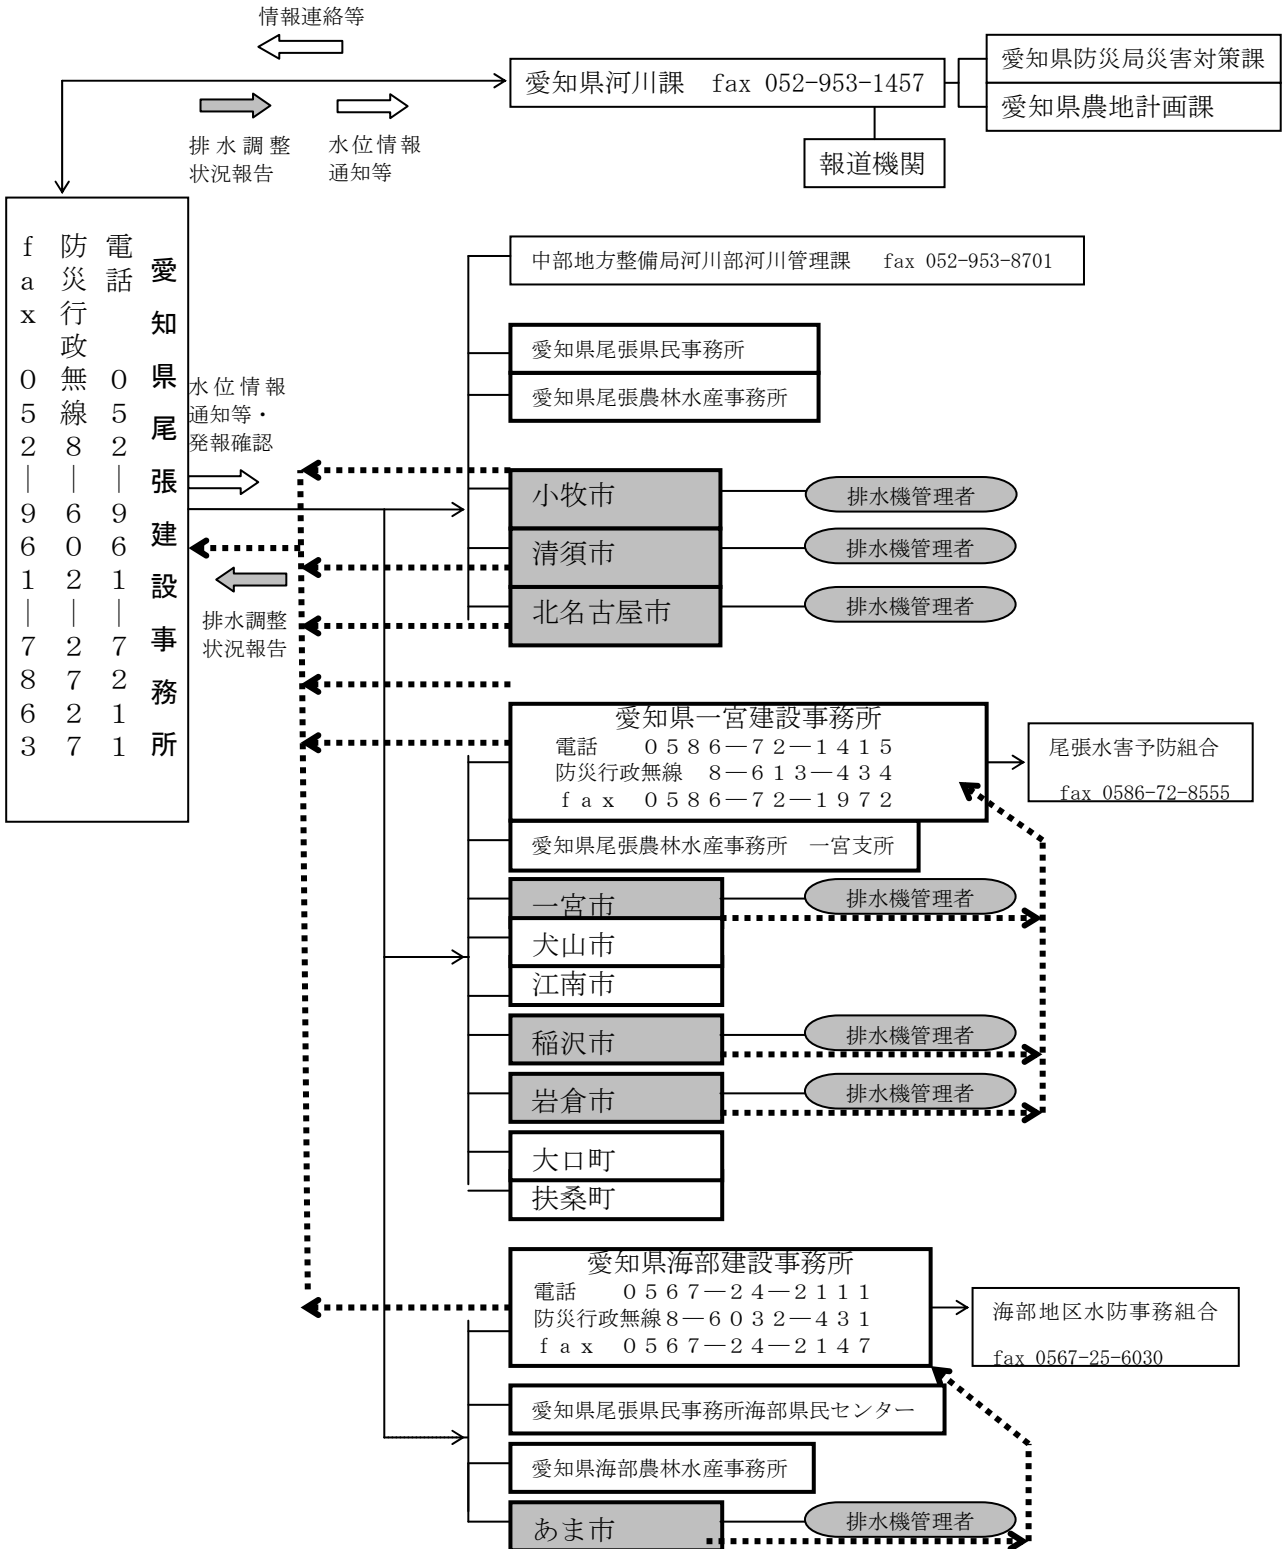 情報連絡等
愛知県河川課 fax 052-953-1457
愛知県防災局災害対策課
愛知県農地計画課
報道機関
排水調整
状況報告
水位情報
通知等
愛知県尾張建設事務所
電話 052―961―7211
防災行政無線8―602―2727
fax 052―961―7863
水位情報
通知等・
発報確認
排水調整
状況報告
中部地方整備局河川部河川管理課 fax 052-953-8701
愛知県尾張県民事務所
愛知県尾張農林水産事務所
小牧市
排水機管理者
清須市
排水機管理者
北名古屋市
排水機管理者
愛知県一宮建設事務所
電話 0586―72―1415
防災行政無線 8―613―434
fax 0586―72―1972
尾張水害予防組合
fax 0586-72-8555
愛知県尾張農林水産事務所 一宮支所
一宮市
排水機管理者
犬山市
江南市
稲沢市
排水機管理者
岩倉市
排水機管理者
大口町
扶桑町
愛知県海部建設事務所
電話 0567―24―2111
防災行政無線8―6032―431
fax 0567―24―2147
海部地区水防事務組合
fax 0567-25-6030
愛知県尾張県民事務所海部県民センター
愛知県海部農林水産事務所
あま市
排水機管理者